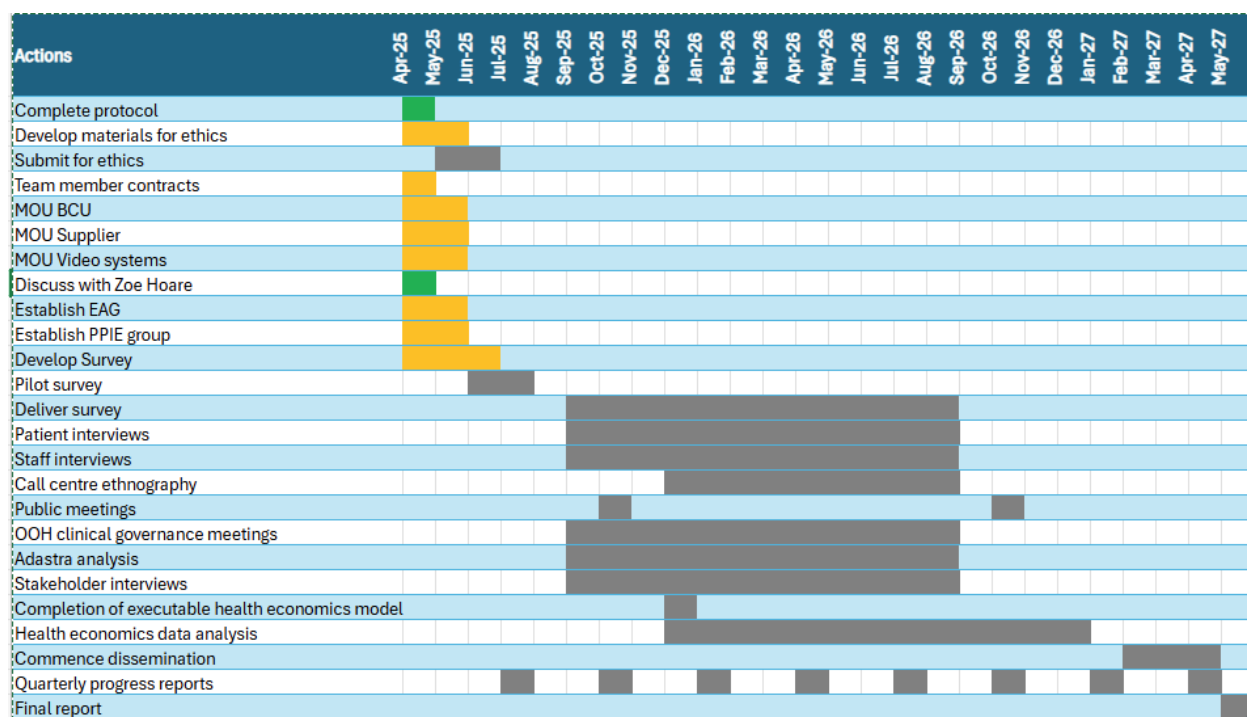 Actions
Apr-25 May-25 Jun-25 Jul-25 Aug-25 Sep-25 Oct-25 Nov-25 Dec-25 Jan-26 Feb-26 Mar-26 Apr-26 May-26 Jun-26 Jul-26 Aug-26 Sep-26 Oct-26 Nov-26 Dec-26 Jan-27 Feb-27 Mar-27 Apr-27 May-27
Complete protocol
Develop materials for ethics
Submit for ethics
Team member contracts
MOU BCU
MOU Supplier
MOU Video systems
Discuss with Zoe Hoare
Establish EAG
Establish PPIE group
Develop Survey
Pilot survey
Deliver survey
Patient interviews
Staff interviews
Call centre ethnography
Public meetings
OOH clinical governance meetings
Adastra analysis
Stakeholder interviews
Completion of executable health economics model
Health economics data analysis
Commence dissemination
Quarterly progress reports
Final report